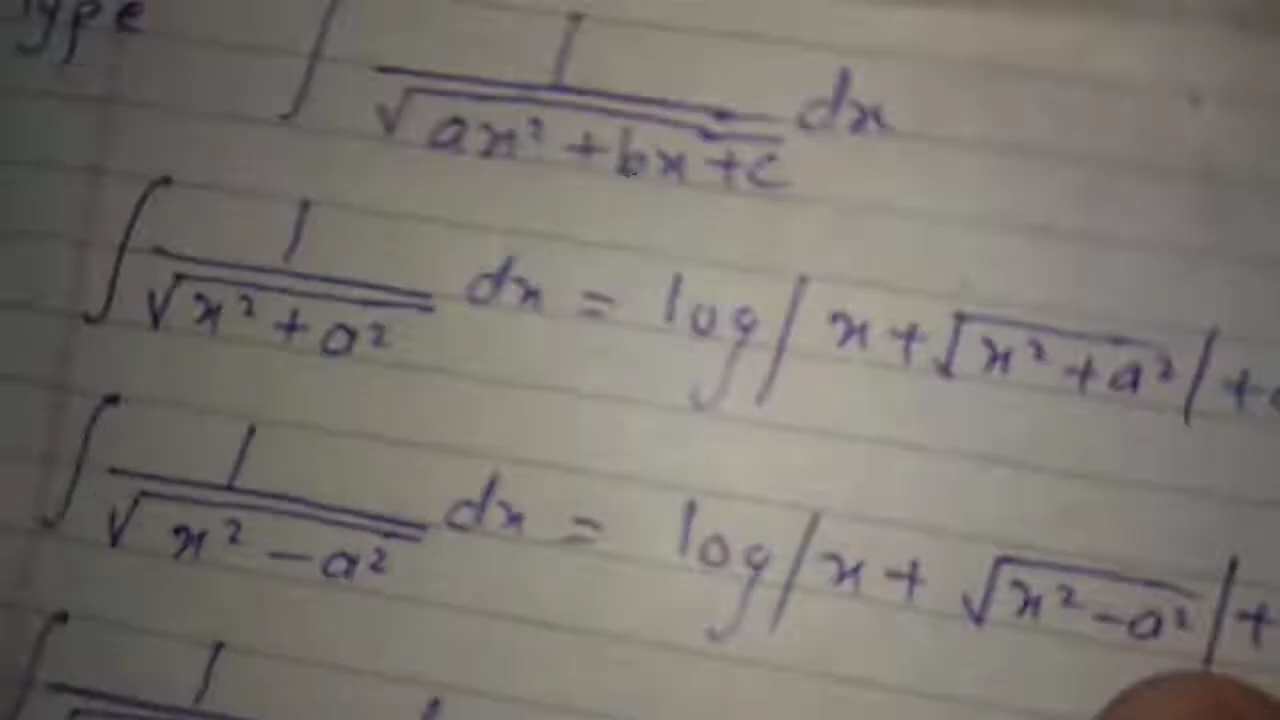 Type ∫ 1/√(ax² + bx + c) dx
∫ 1/√(x² + a²) dx = log|x + √(x² + a²)| +
∫ 1/√(x² - a²) dx = log|x + √(x² - a²)| +
∫ 1